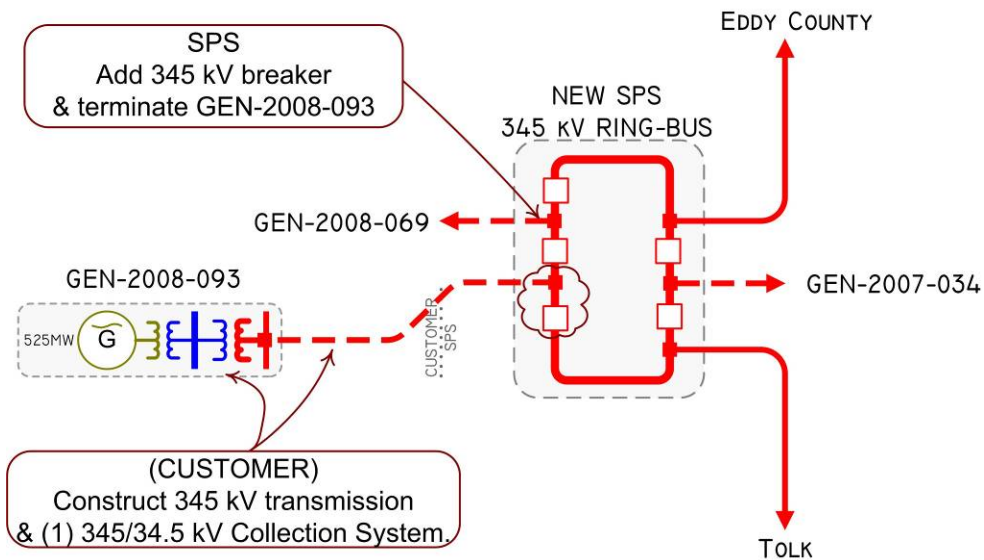 SPS
Add 345 kV breaker
& terminate GEN-2008-093
EDDY COUNTY
NEW SPS
345 KV RING-BUS
GEN-2008-069
GEN-2008-093
525MW
G
CUSTOMER
SPS
GEN-2007-034
(CUSTOMER)
Construct 345 kV transmission
& (1) 345/34.5 kV Collection System.
TOLK